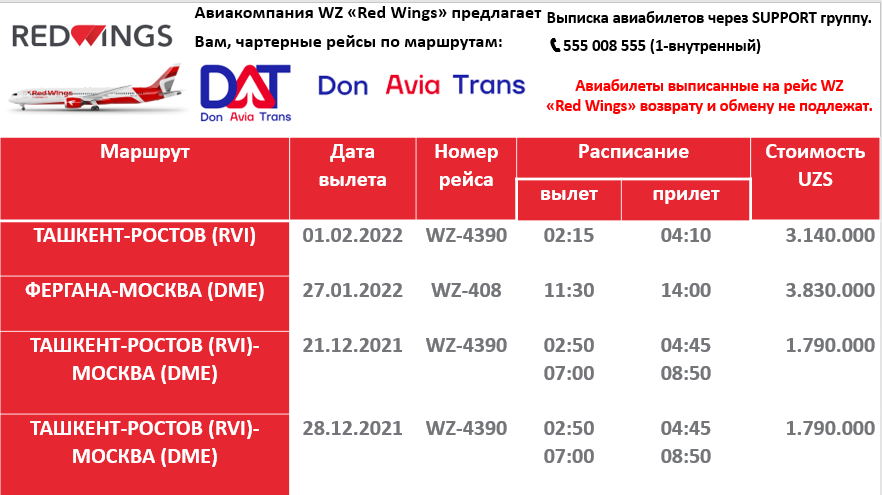 REDWINGS
Авиакомпания WZ «Red Wings» предлагает
Вам, чартерные рейсы по маршрутам:
Выписка авиабилетов через SUPPORT группу.
555 008 555 (1-внутренный)
Red Wings
DAT
Don Avia Trans
Don Avia Trans
Авиабилеты выписанные на рейс WZ
«Red Wings» возврату и обмену не подлежат.
Маршрут Дата вылета Номер рейса Расписание Стоимость UZS
вылет прилет
ТАШКЕНТ-РОСТОВ (RVI) 01.02.2022 WZ-4390 02:15 04:10 3.140.000
ФЕРГАНА-МОСКВА (DME) 27.01.2022 WZ-408 11:30 14:00 3.830.000
ТАШКЕНТ-РОСТОВ (RVI)- 21.12.2021 WZ-4390 02:50 04:45 1.790.000
МОСКВА (DME) 07:00 08:50
ТАШКЕНТ-РОСТОВ (RVI)- 28.12.2021 WZ-4390 02:50 04:45 1.790.000
МОСКВА (DME) 07:00 08:50